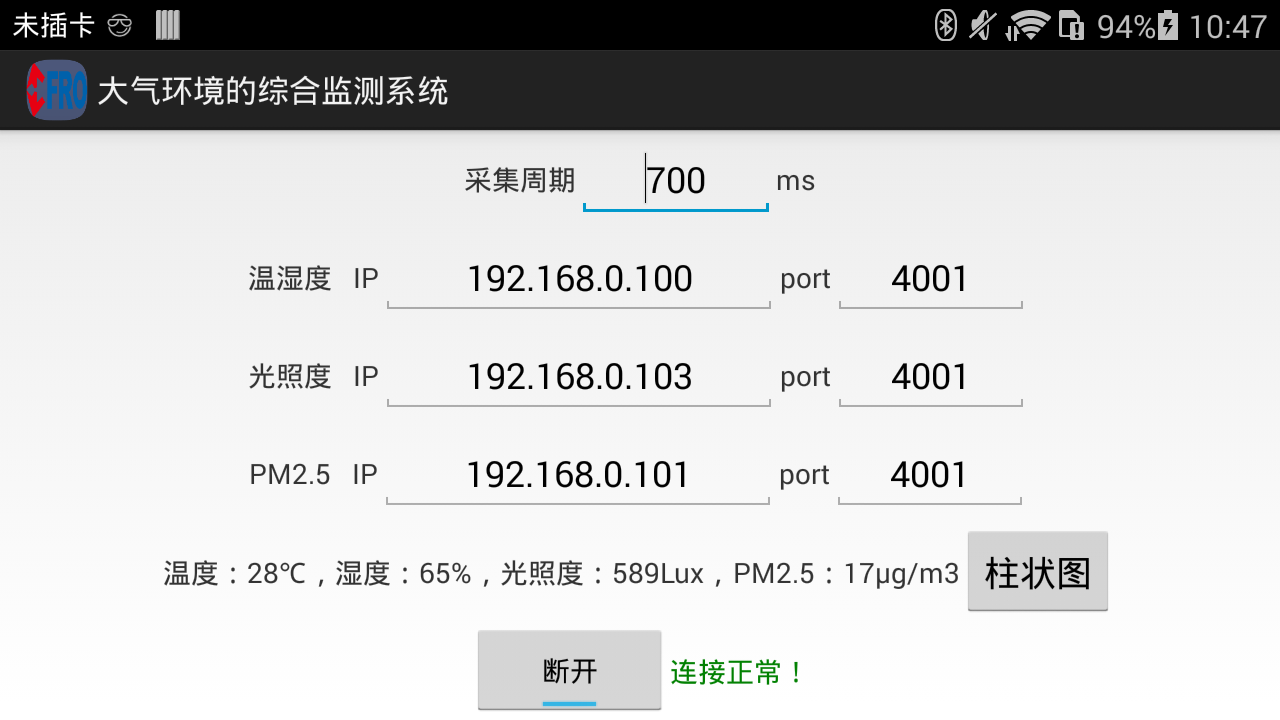 未插卡 94% 10:47
FRO 大气环境的综合监测系统
采集周期 700 ms
温湿度 IP 192.168.0.100 port 4001
光照度 IP 192.168.0.103 port 4001
PM2.5 IP 192.168.0.101 port 4001
温度：28℃，湿度：65%，光照度：589Lux，PM2.5：17μg/m3 柱状图
断开 连接正常！